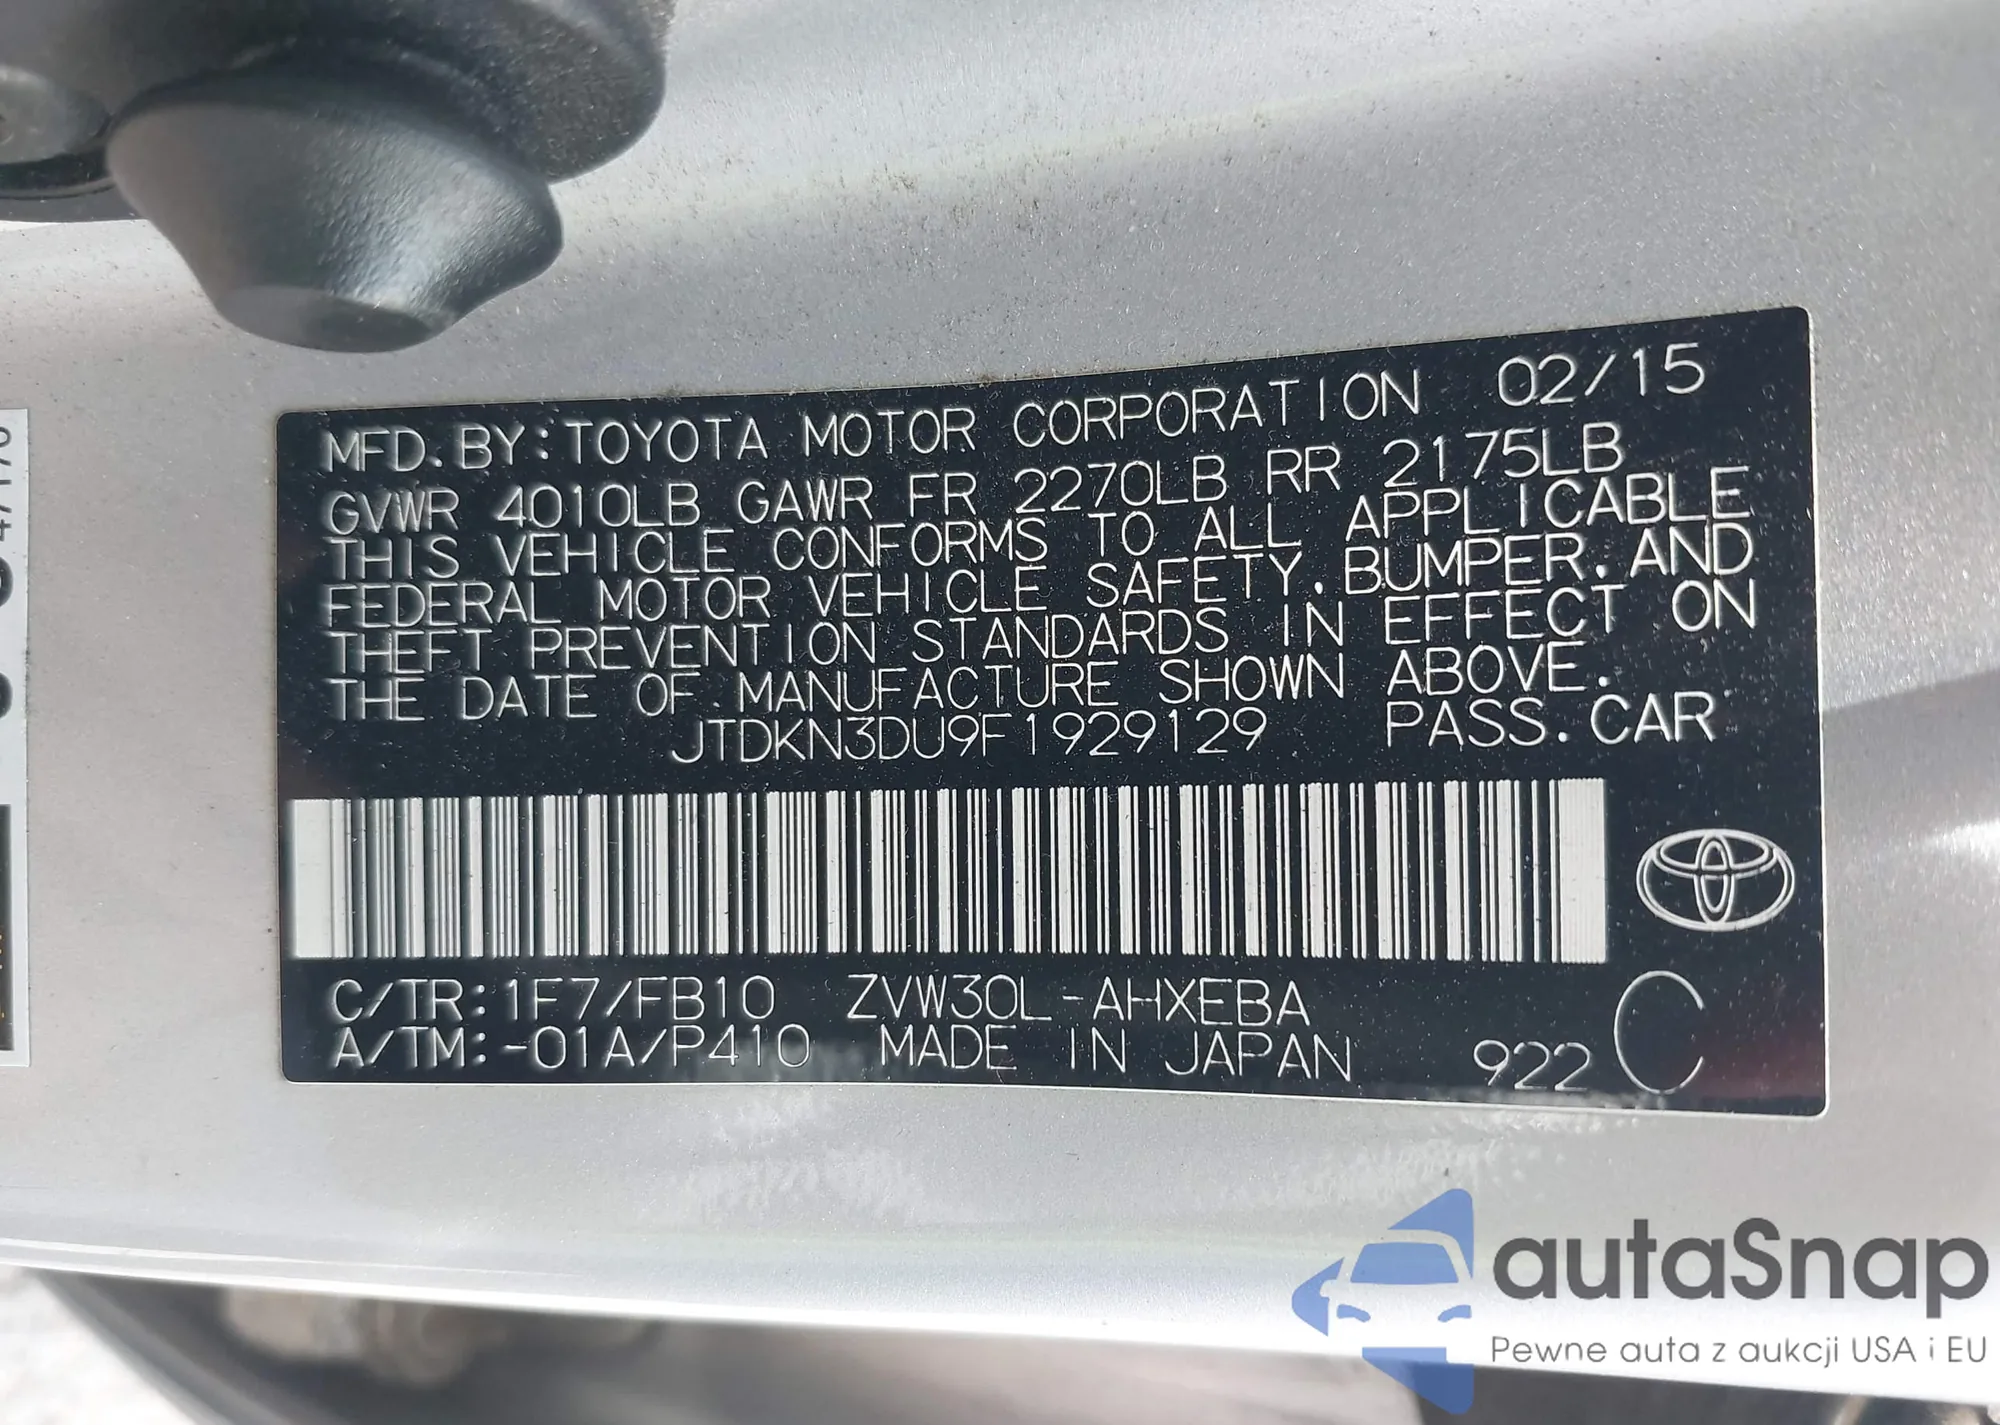 MFD. BY: TOYOTA MOTOR CORPORATION 02/15
GVWR 4010LB GAWR FR 2270LB RR 2175LB
THIS VEHICLE CONFORMS TO ALL APPLICABLE
FEDERAL MOTOR VEHICLE SAFETY. BUMPER. AND
THEFT PREVENTION STANDARDS IN EFFECT ON
THE DATE OF MANUFACTURE SHOWN ABOVE.
JTDKN3DU9F1929129 PASS. CAR
C/TR: 1F7/FB10 ZVW30L-AHXEBA
A/TM: -01A/P410 MADE IN JAPAN 922 C
autaSnap
Pewne auta z aukcji USA i EU